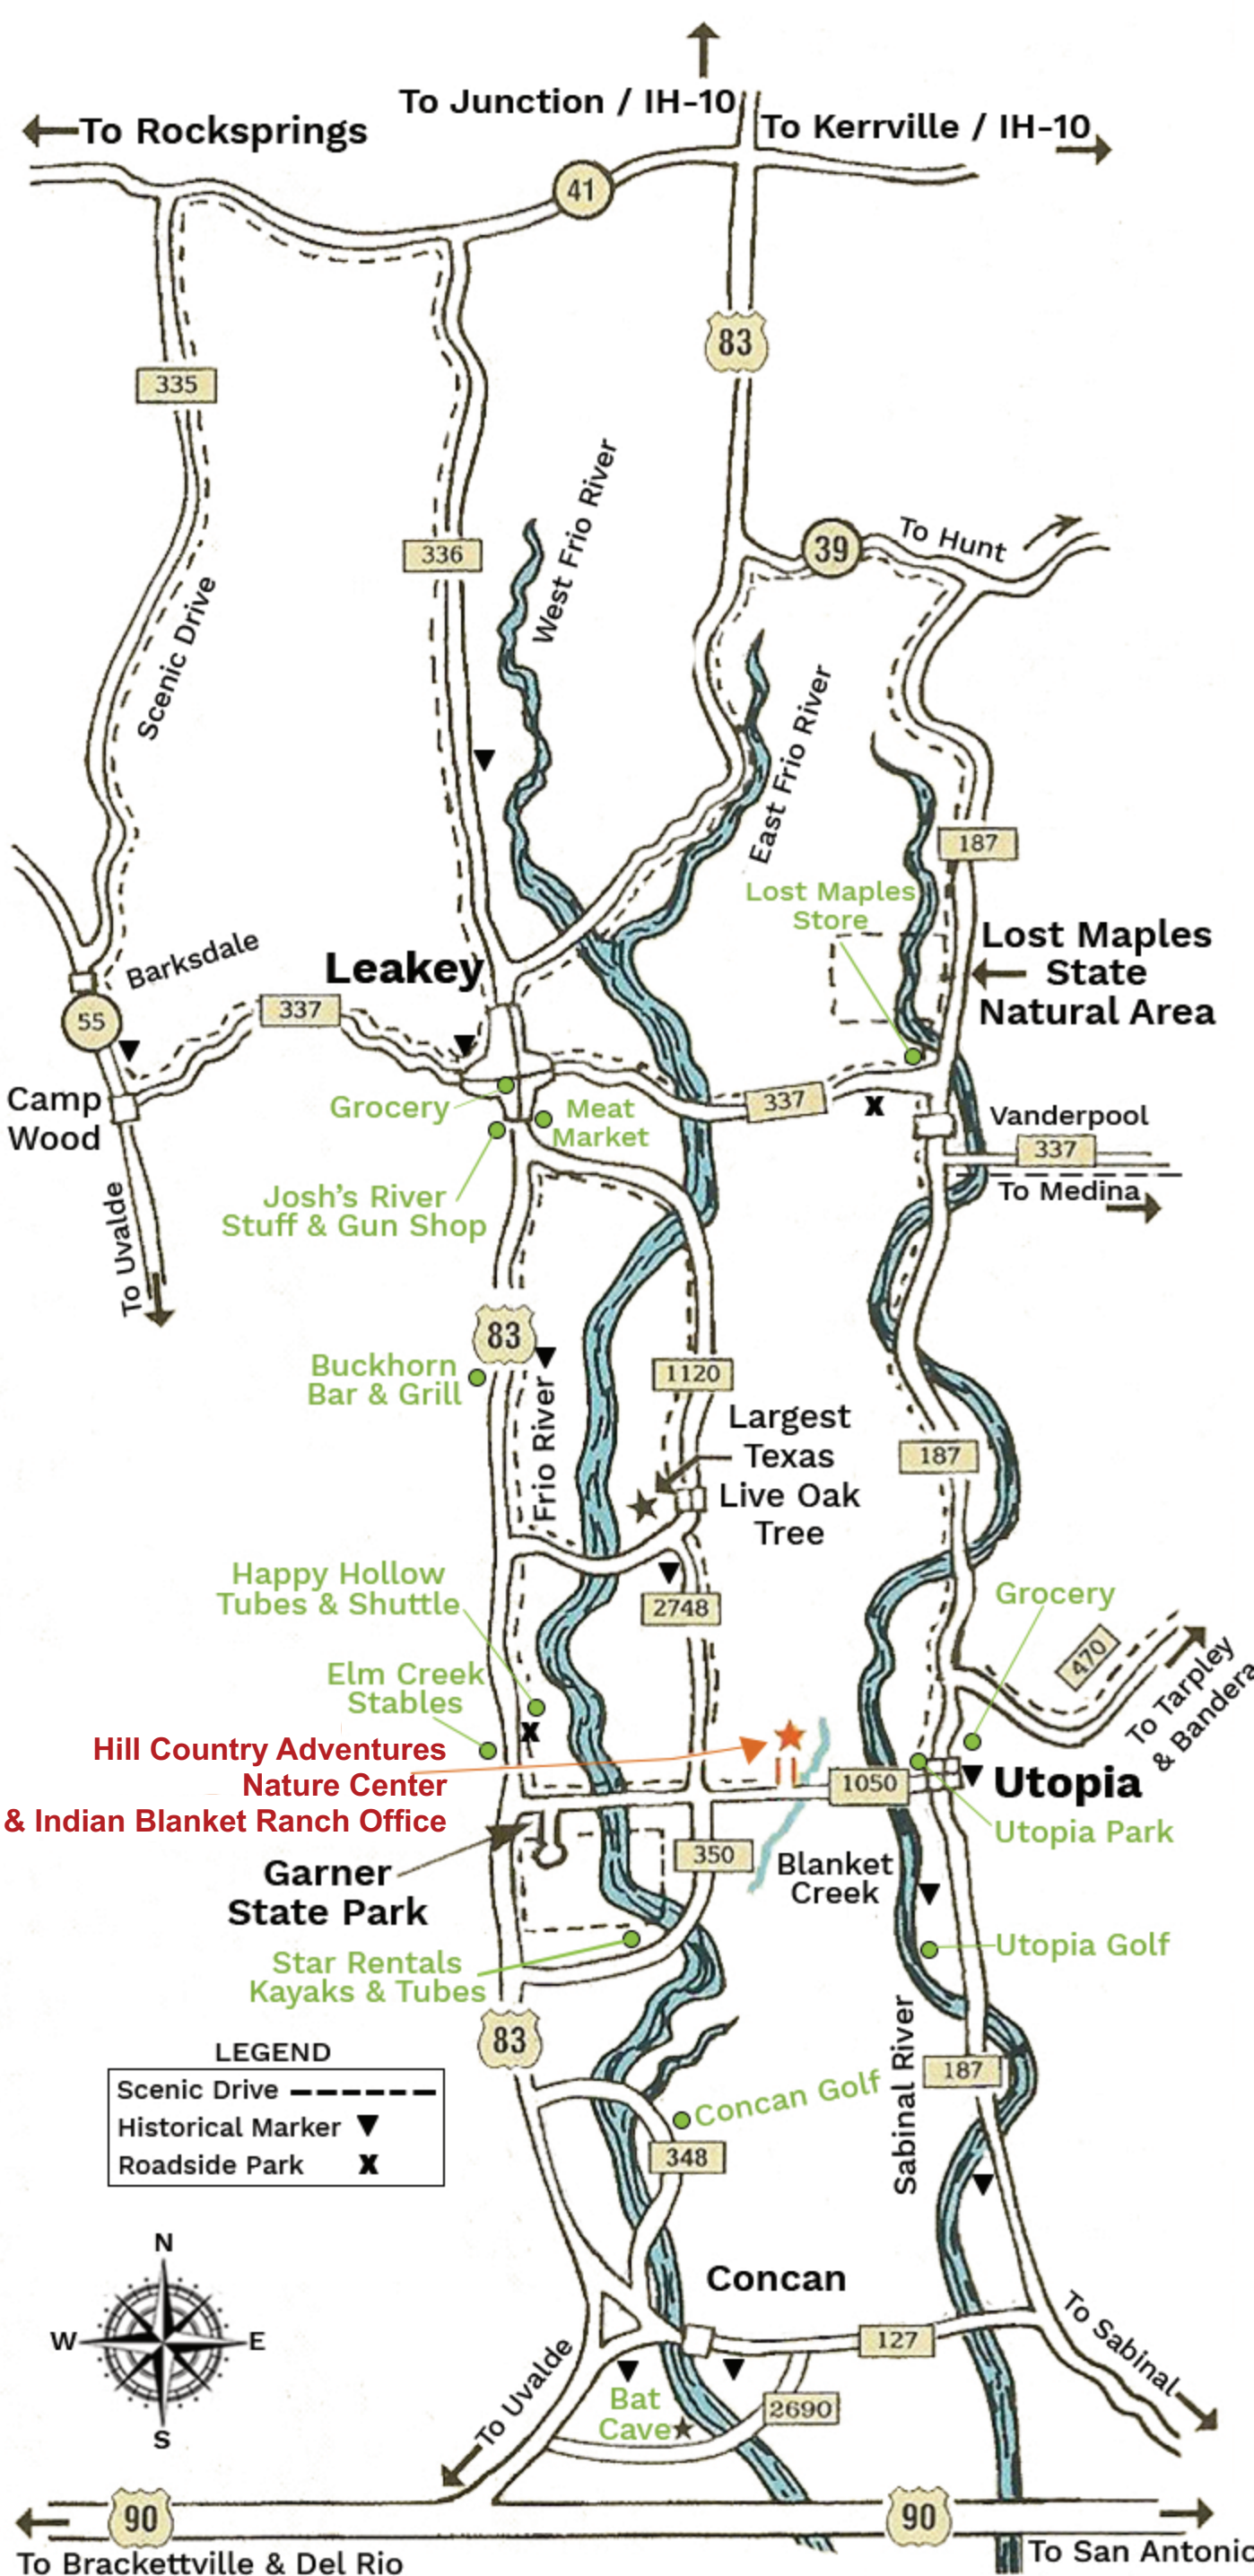 To Junction / IH-10
To Rocksprings
To Kerrville / IH-10
41
83
335
336
West Frio River
39
To Hunt
Scenic Drive
East Frio River
187
Lost Maples
Store
Lost Maples
State
Natural Area
Barksdale
Leakey
337
55
Camp
Wood
Grocery
Meat
Market
337
Vanderpool
337
To Medina
To Uvalde
Josh's River
Stuff & Gun Shop
83
Buckhorn
Bar & Grill
Frio River
1120
Largest
Texas
Live Oak
Tree
187
Happy Hollow
Tubes & Shuttle
2748
Grocery
470
To Tarpley
& Bandera
Elm Creek
Stables
Hill Country Adventures
Nature Center
& Indian Blanket Ranch Office
1050
Utopia
Utopia Park
Garner
State Park
350
Blanket
Creek
Star Rentals
Kayaks & Tubes
Utopia Golf
83
Sabinal River
187
LEGEND
Scenic Drive
Historical Marker
Roadside Park
X
Concan Golf
348
N
W
E
S
Concan
127
To Sabinal
To Uvalde
Bat
Cave
2690
90
90
To Brackettville & Del Rio
To San Antonio